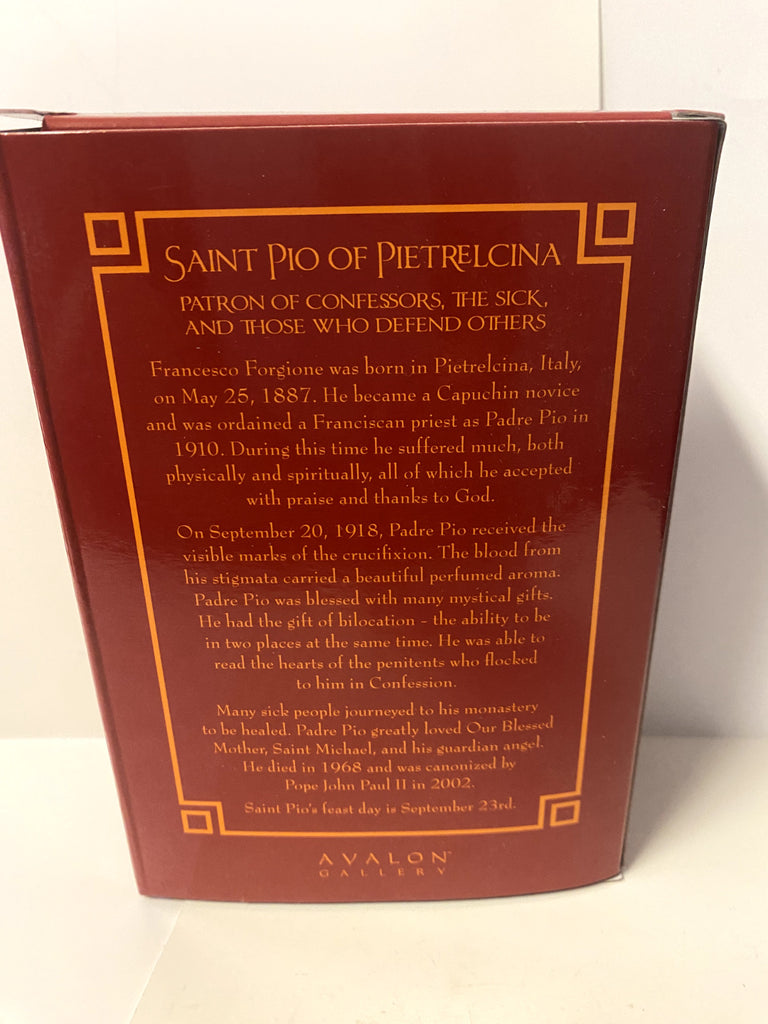 SAINT PIO OF PIETRELCINA
PATRON OF CONFESSORS, THE SICK,
AND THOSE WHO DEFEND OTHERS
Francesco Forgione was born in Pietrelcina, Italy,
on May 25, 1887. He became a Capuchin novice
and was ordained a Franciscan priest as Padre Pio in
1910. During this time he suffered much, both
physically and spiritually, all of which he accepted
with praise and thanks to God.
On September 20, 1918, Padre Pio received the
visible marks of the crucifixion. The blood from
his stigmata carried a beautiful perfumed aroma.
Padre Pio was blessed with many mystical gifts.
He had the gift of bilocation - the ability to be
in two places at the same time. He was able to
read the hearts of the penitents who flocked
to him in Confession.
Many sick people journeyed to his monastery
to be healed. Padre Pio greatly loved Our Blessed
Mother, Saint Michael, and his guardian angel.
He died in 1968 and was canonized by
Pope John Paul II in 2002.
Saint Pio's feast day is September 23rd.
AVALON™
GALLERY